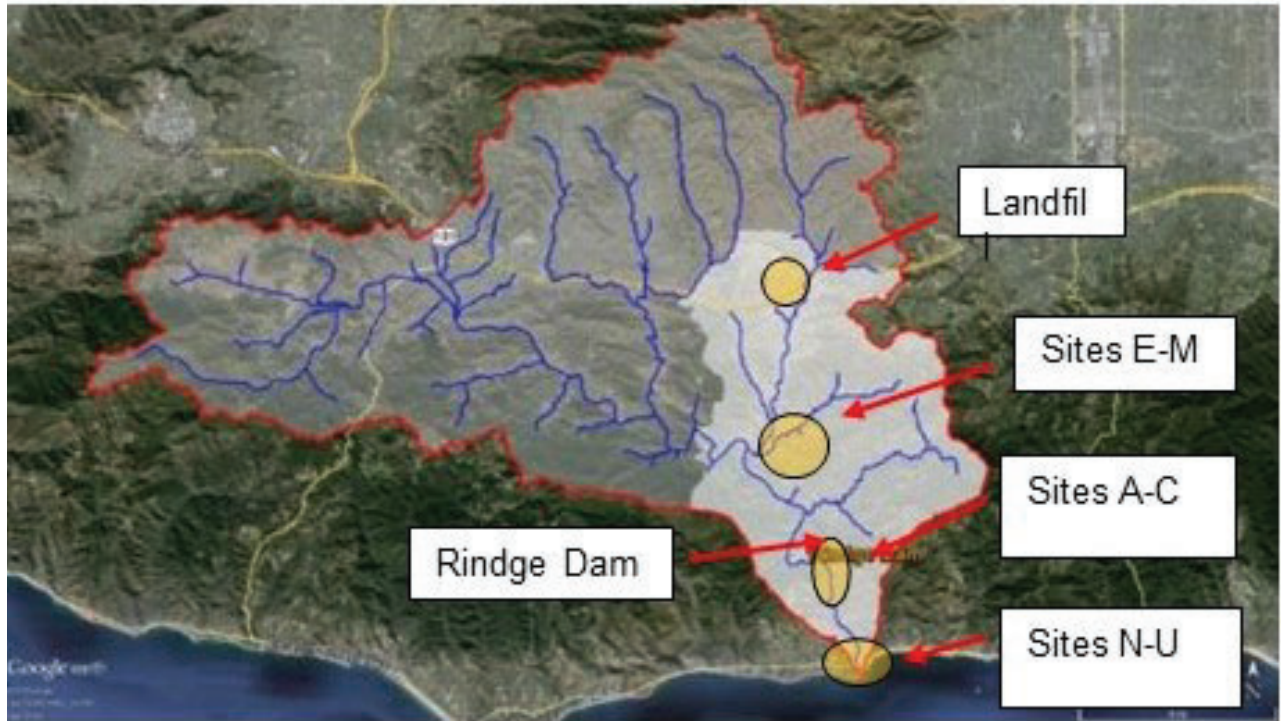 Landfil
l
Sites E-M
Sites A-C
Rindge Dam
Sites N-U
Google earth